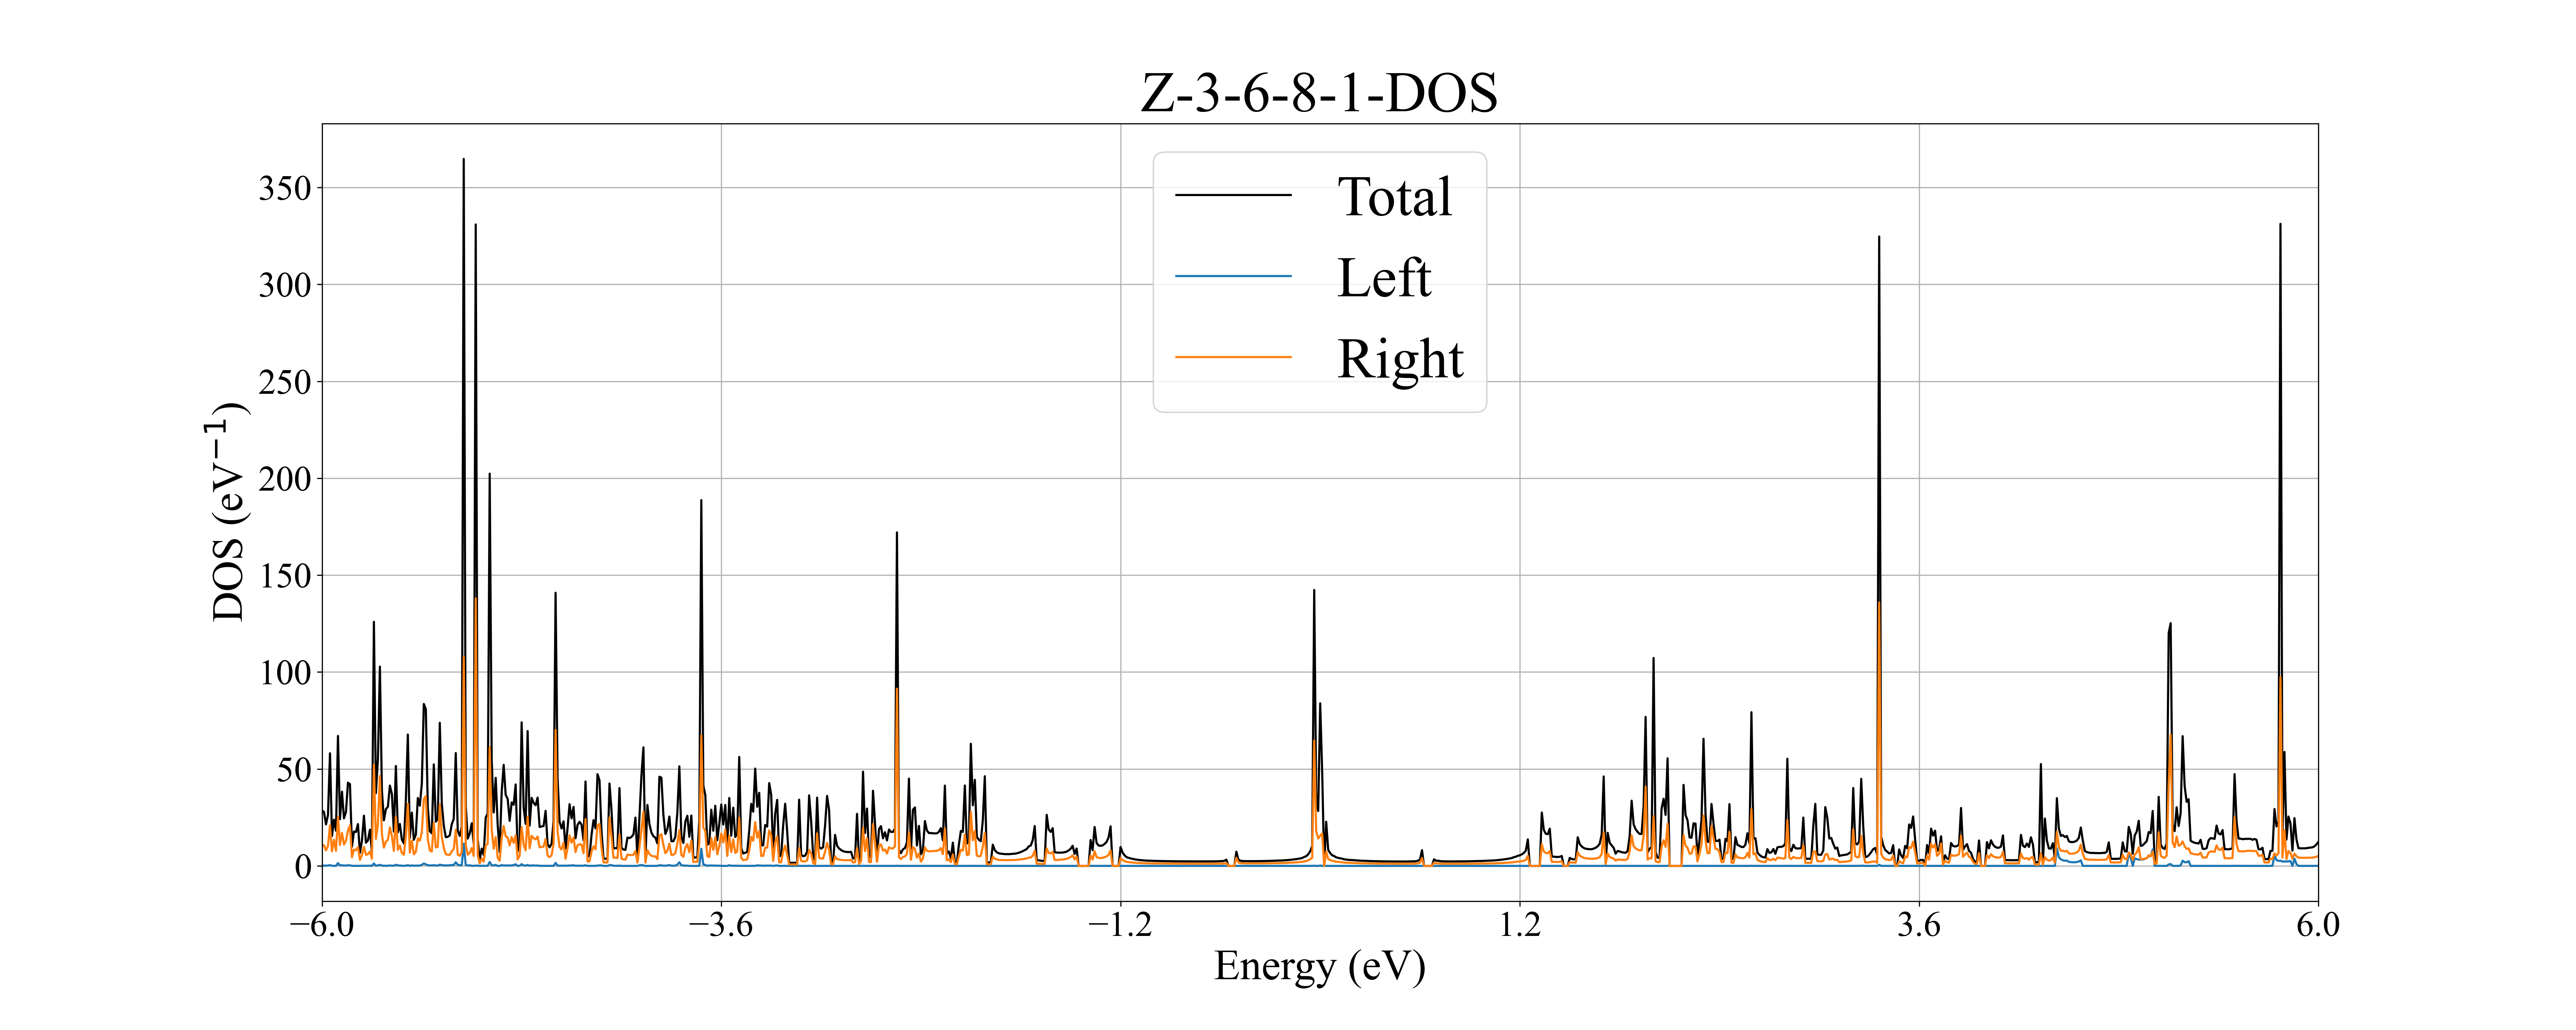 Z-3-6-8-1-DOS
Total
Left
Right
DOS (eV⁻¹)
350
300
250
200
150
100
50
0
−6.0 −3.6 −1.2 1.2 3.6 6.0
Energy (eV)